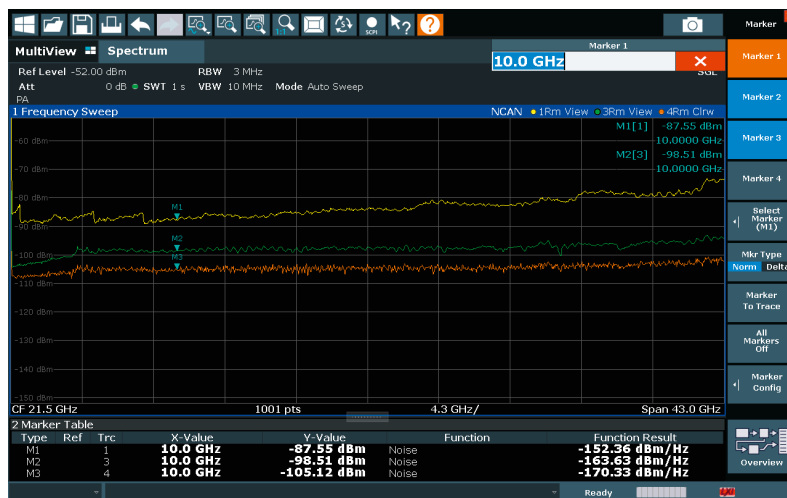 1:1
SCPI
?
Marker
MultiView Spectrum
Marker 1
10.0 GHz
Ref Level -52.00 dBm RBW 3 MHz SGL
Att 0 dB SWT 1 s VBW 10 MHz Mode Auto Sweep
PA
1 Frequency Sweep NCAN 1Rm View 3Rm View 4Rm Clrw
M1[1] -87.55 dBm
10.0000 GHz
M2[3] -98.51 dBm
10.0000 GHz
-60 dBm
-70 dBm
-80 dBm
-90 dBm
-100 dBm
-110 dBm
-120 dBm
-130 dBm
-140 dBm
-150 dBm
M1
M2
M3
CF 21.5 GHz 1001 pts 4.3 GHz/ Span 43.0 GHz
2 Marker Table
Type Ref Trc X-Value Y-Value Function Function Result
M1 1 10.0 GHz -87.55 dBm Noise -152.36 dBm/Hz
M2 3 10.0 GHz -98.51 dBm Noise -163.63 dBm/Hz
M3 4 10.0 GHz -105.12 dBm Noise -170.33 dBm/Hz
Ready
Marker 1
Marker 2
Marker 3
Marker 4
Select
Marker
(M1)
Mkr Type
Norm Delta
Marker
To Trace
All
Markers
Off
Marker
Config
Overview